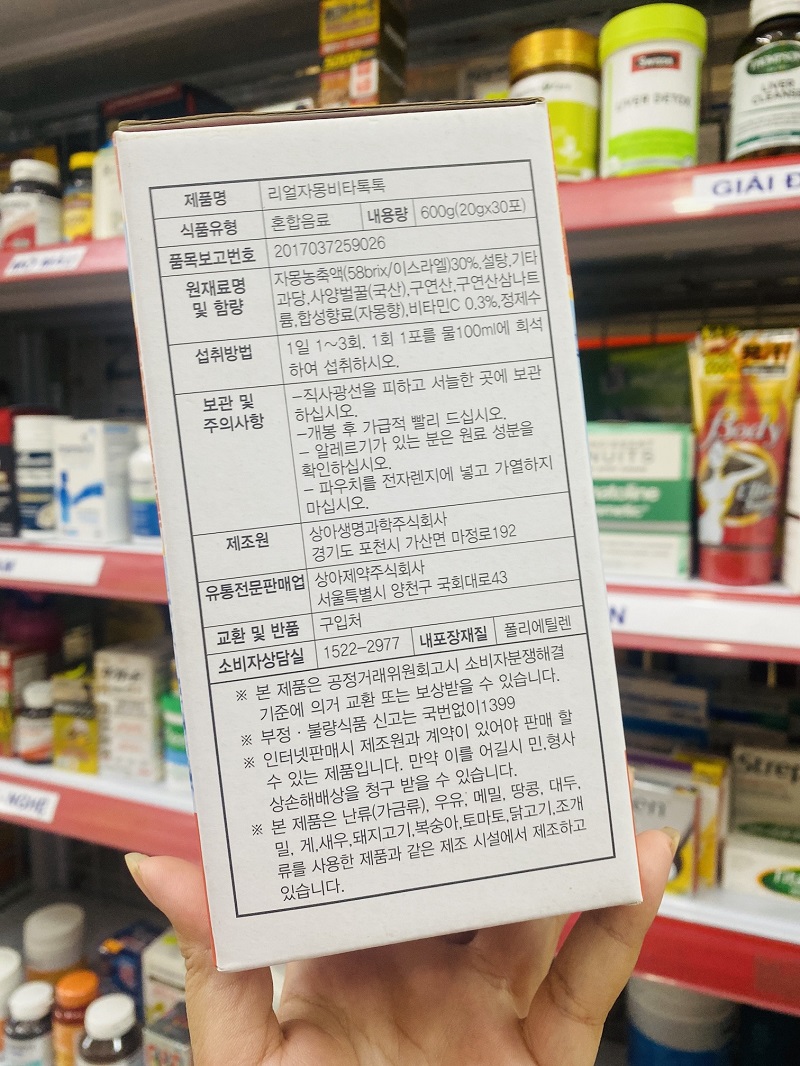 제품명 리얼자몽비타톡톡
식품유형 혼합음료 내용량 600g(20gx30포)
품목보고번호 2017037259026
원재료명
및 함량
자몽농축액(58brix/이스라엘)30%,설탕,기타
과당,사양벌꿀(국산),구연산,구연산삼나트
륨,합성향료(자몽향),비타민C 0.3%,정제수
섭취방법
1일 1~3회, 1회 1포를 물100ml에 희석
하여 섭취하시오.
보관 및
주의사항
-직사광선을 피하고 서늘한 곳에 보관
하십시오.
-개봉 후 가급적 빨리 드십시오.
- 알레르기가 있는 분은 원료 성분을
확인하십시오.
- 파우치를 전자렌지에 넣고 가열하지
마십시오.
제조원
상아생명과학주식회사
경기도 포천시 가산면 마정로192
유통전문판매업
상아제약주식회사
서울특별시 양천구 국회대로43
교환 및 반품 구입처
소비자상담실 1522-2977 내포장재질 폴리에틸렌
※ 본 제품은 공정거래위원회고시 소비자분쟁해결
기준에 의거 교환 또는 보상받을 수 있습니다.
※ 부정·불량식품 신고는 국번없이1399
※ 인터넷판매시 제조원과 계약이 있어야 판매 할
수 있는 제품입니다. 만약 이를 어길시 민,형사
상손해배상을 청구 받을 수 있습니다.
※ 본 제품은 난류(가금류), 우유, 메밀, 땅콩, 대두,
밀, 게,새우,돼지고기,복숭아,토마토,닭고기,조개
류를 사용한 제품과 같은 제조 시설에서 제조하고
있습니다.
Swisse
LIVER DETOX
LIVER
CLEANSE
GIẢI Đ
Body